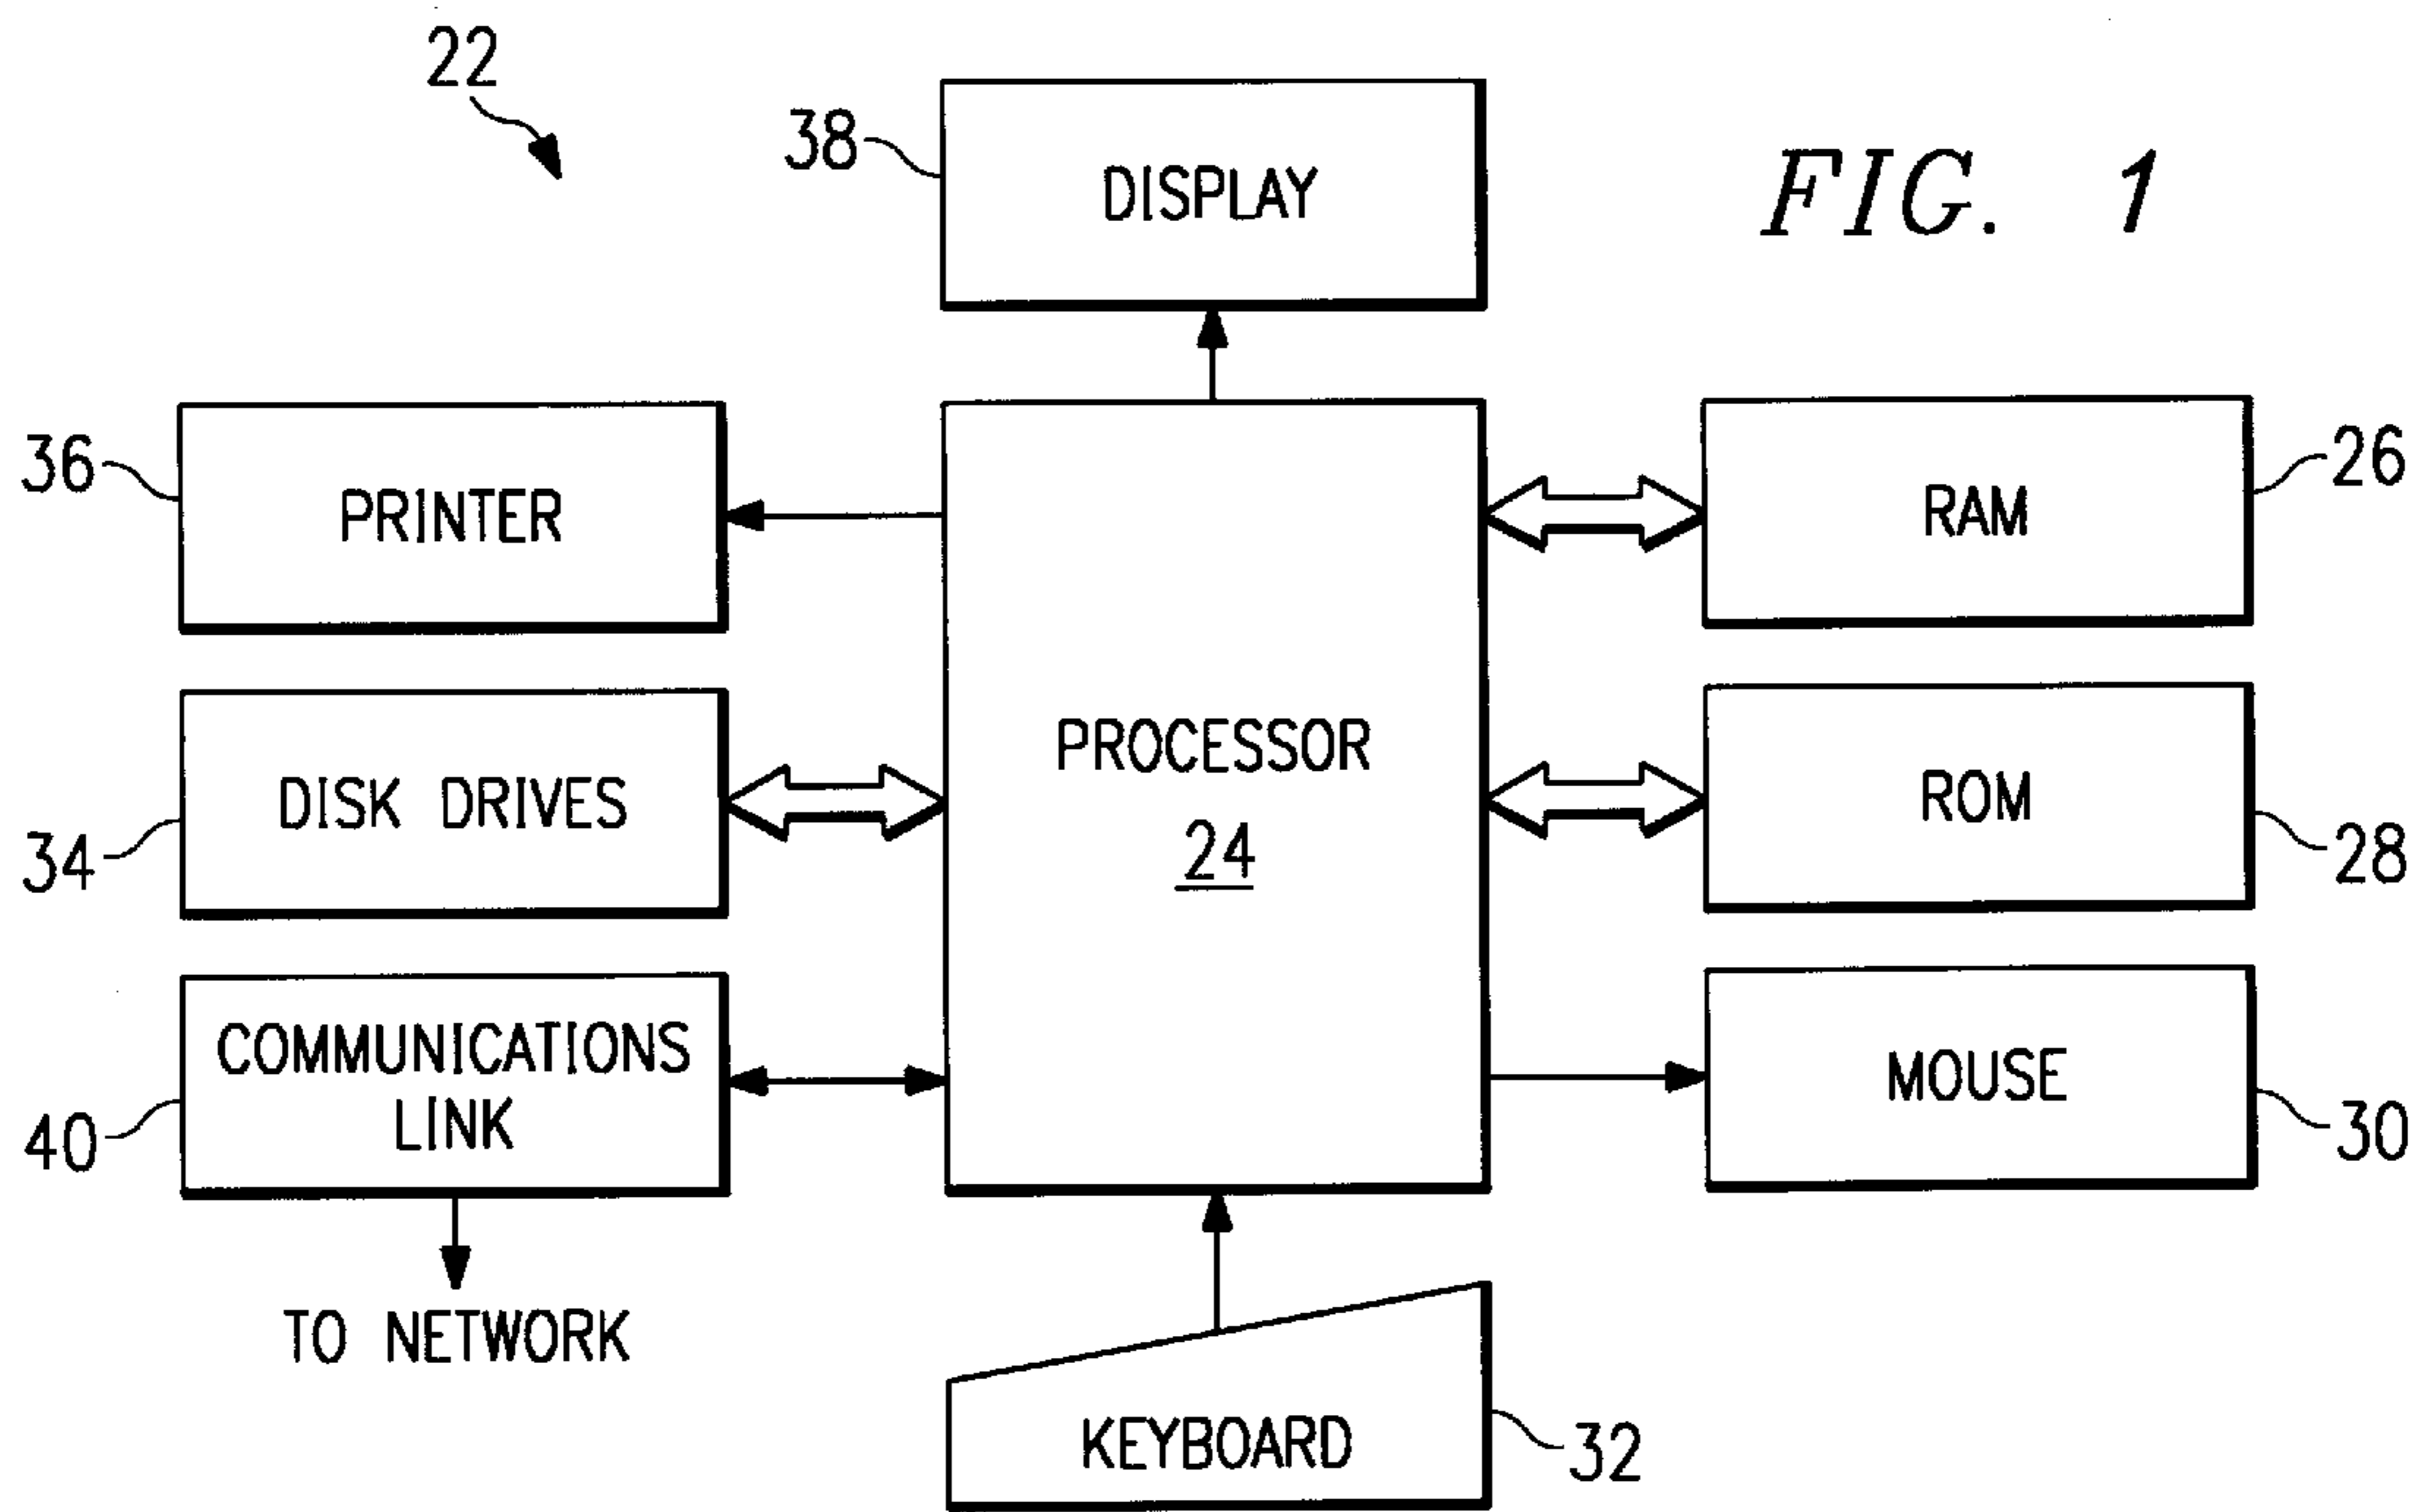 22
38
DISPLAY
FIG. 1
36
PRINTER
RAM
26
34
DISK DRIVES
PROCESSOR
24
ROM
28
40
COMMUNICATIONS
LINK
MOUSE
30
TO NETWORK
KEYBOARD
32